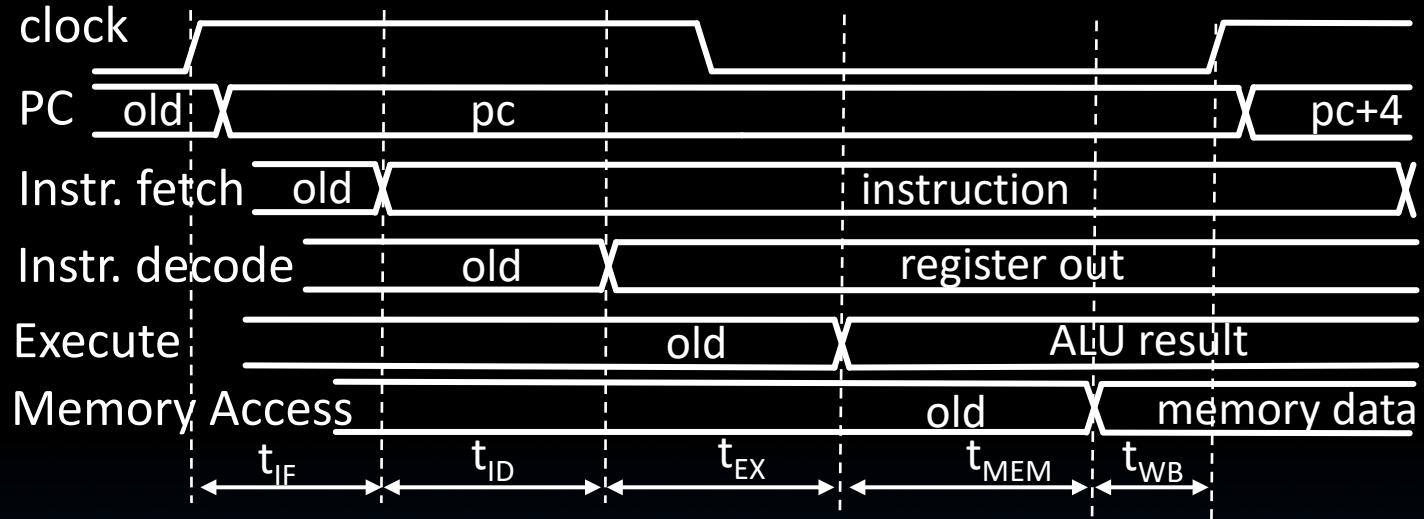 clock
PC old pc pc+4
Instr. fetch old instruction
Instr. decode old register out
Execute old ALU result
Memory Access old memory data
tIF tID tEX tMEM tWB